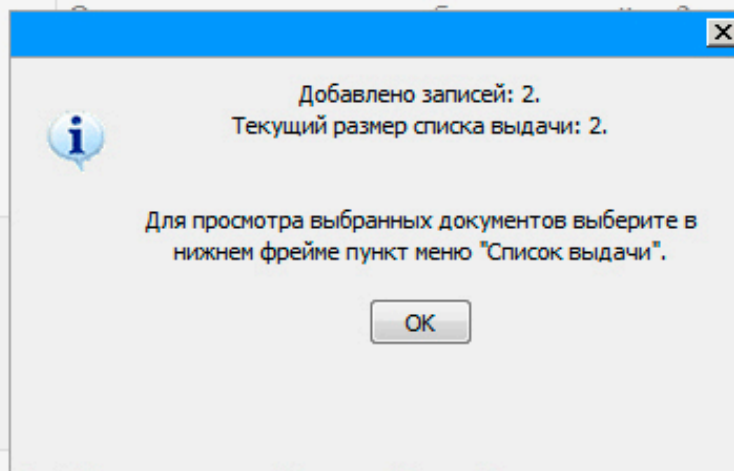 Добавлено записей: 2.
Текущий размер списка выдачи: 2.
Для просмотра выбранных документов выберите в
нижнем фрейме пункт меню "Список выдачи".
OK